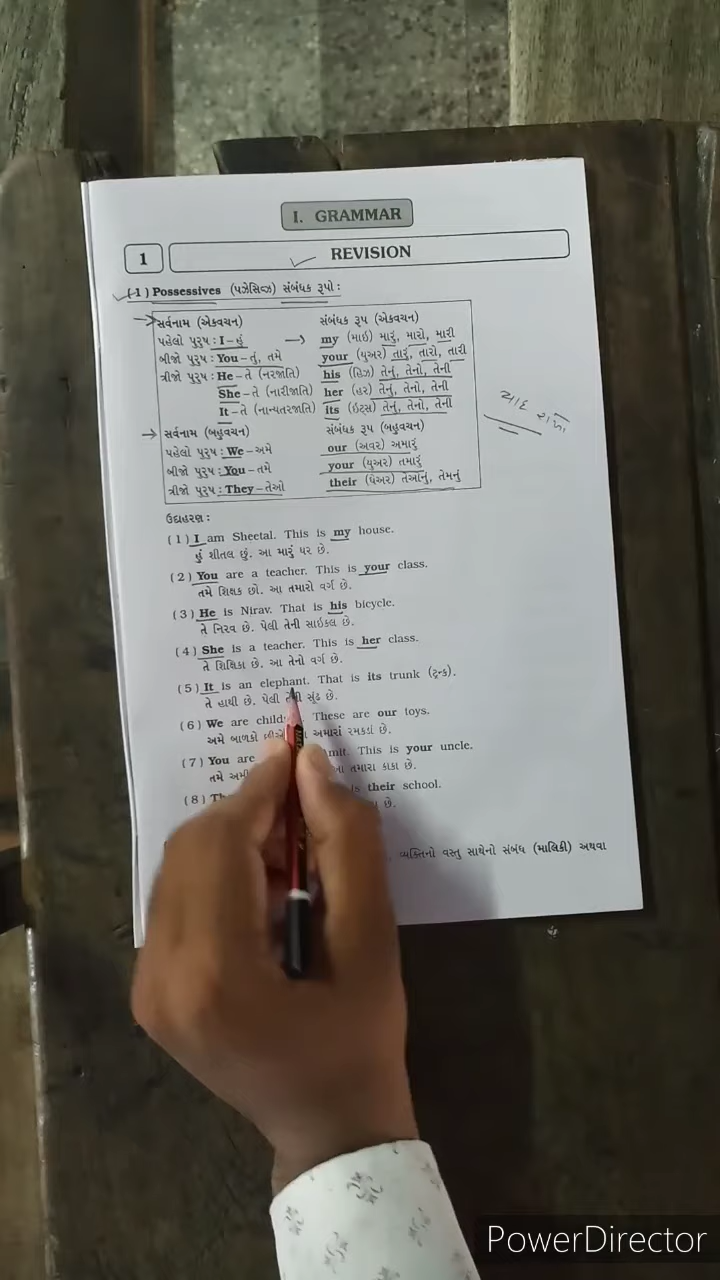 I. GRAMMAR
1 REVISION
(1) Possessives (પઝેસિવ્ઝ) સંબંધક રૂપો :
સર્વનામ (એકવચન) સંબંધક રૂપ (એકવચન)
પહેલો પુરુષ : I – હું my (માઇ) મારું, મારો, મારી
બીજો પુરુષ : You – તું, તમે your (યુઅર) તારું, તારો, તારી
ત્રીજો પુરુષ : He – તે (નરજાતિ) his (હિઝ) તેનું, તેનો, તેની
She – તે (નારીજાતિ) her (હર) તેનું, તેનો, તેની
It – તે (નાન્યતરજાતિ) its (ઇટ્સ) તેનું, તેનો, તેની
યાદ રાખો
સર્વનામ (બહુવચન) સંબંધક રૂપ (બહુવચન)
પહેલો પુરુષ : We – અમે our (અવર) અમારું
બીજો પુરુષ : You – તમે your (યુઅર) તમારું
ત્રીજો પુરુષ : They – તેઓ their (ધેઅર) તેઓનું, તેમનું
ઉદાહરણ :
(1) I am Sheetal. This is my house.
હું શીતલ છું. આ મારું ઘર છે.
(2) You are a teacher. This is your class.
તમે શિક્ષક છો. આ તમારો વર્ગ છે.
(3) He is Nirav. That is his bicycle.
તે નિરવ છે. પેલી તેની સાઇકલ છે.
(4) She is a teacher. This is her class.
તે શિક્ષિકા છે. આ તેનો વર્ગ છે.
(5) It is an elephant. That is its trunk (ટ્રન્ક).
તે હાથી છે. પેલી સૂંઢ છે.
(6) We are These are our toys.
અમે બાળકો અમારાં રમકડાં છે.
(7) You are This is your uncle.
તમે આ તમારા કાકા છે.
(8) is their school.
છે.
વ્યક્તિનો વસ્તુ સાથેનો સંબંધ (માલિકી) અથવા
PowerDirector